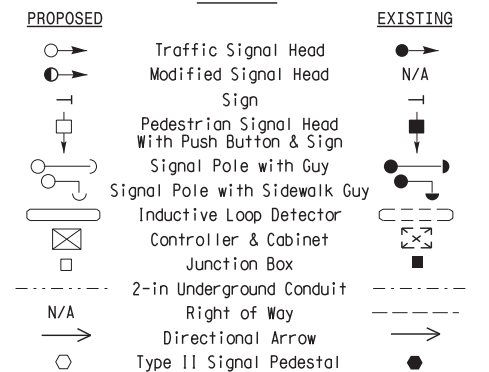 PROPOSED EXISTING
Traffic Signal Head
Modified Signal Head N/A
Sign
Pedestrian Signal Head
With Push Button & Sign
Signal Pole with Guy
Signal Pole with Sidewalk Guy
Inductive Loop Detector
Controller & Cabinet
Junction Box
2-in Underground Conduit
N/A Right of Way
Directional Arrow
Type II Signal Pedestal